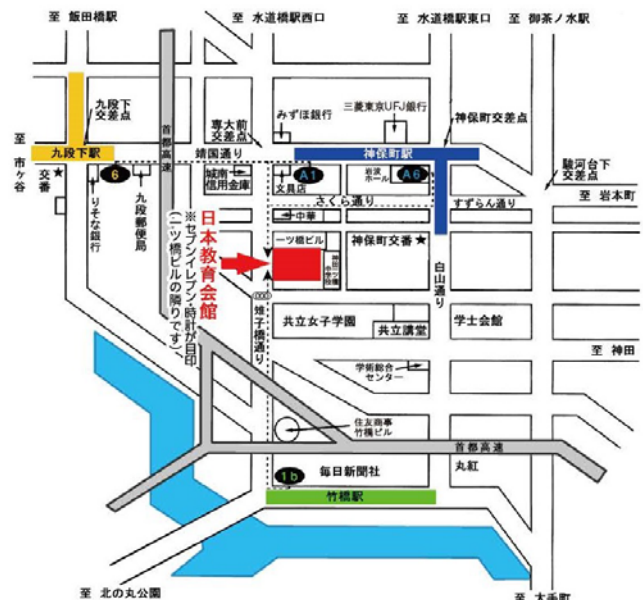 至 飯田橋駅
至 水道橋駅西口
至 水道橋駅東口
至 御茶ノ水駅
九段下
交差点
首都高速
専大前
交差点
みずほ銀行
三菱東京UFJ銀行
神保町交差点
至 市ヶ谷
九段下駅
靖国通り
神保町駅
駿河台下
交差点
交番
りそな銀行
6
九段郵便局
城南
信用金庫
A1
文具店
岩波
ホール
A6
至 岩本町
さくら通り
すずらん通り
中華
日本教育会館
※セブンイレブン・時計が目印
(一ツ橋ビルの隣りです)
一ツ橋ビル
神保町交番
白山通り
雉子橋通り
共立女子学園
共立講堂
学士会館
至 神田
学術総合
センター
住友商事
竹橋ビル
首都高速
1b
毎日新聞社
丸紅
竹橋駅
至 北の丸公園
至 大手町